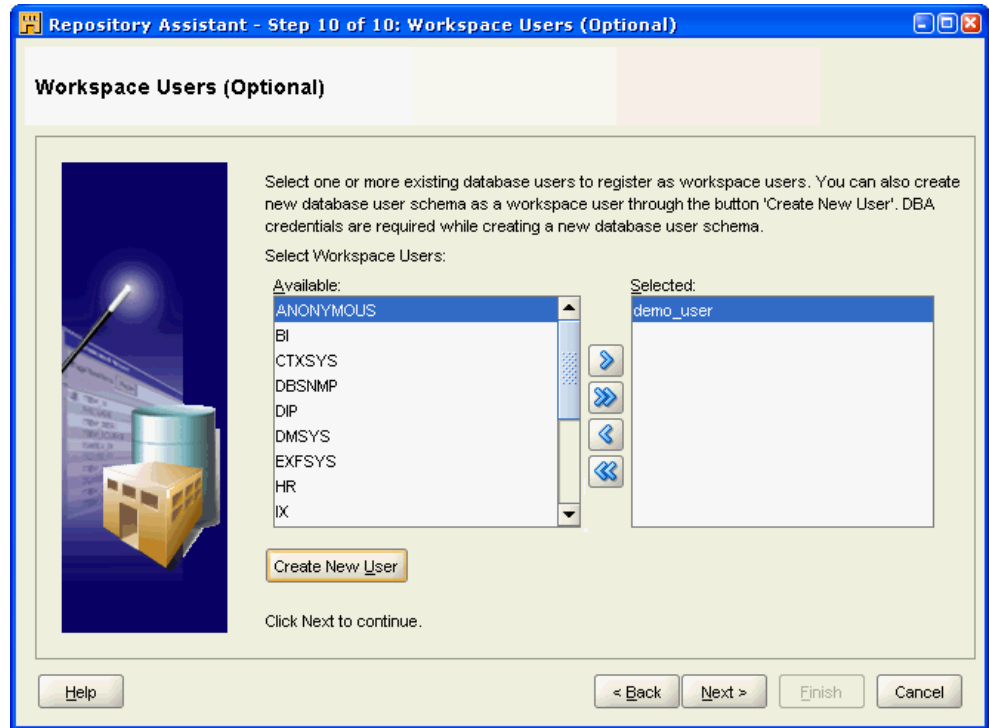 Repository Assistant - Step 10 of 10: Workspace Users (Optional)
Workspace Users (Optional)
Select one or more existing database users to register as workspace users. You can also create
new database user schema as a workspace user through the button 'Create New User'. DBA
credentials are required while creating a new database user schema.
Select Workspace Users:
Available:
ANONYMOUS
BI
CTXSYS
DBSNMP
DIP
DMSYS
EXFSYS
HR
IX
Selected:
demo_user
Create New User
Click Next to continue.
Help
< Back
Next >
Finish
Cancel